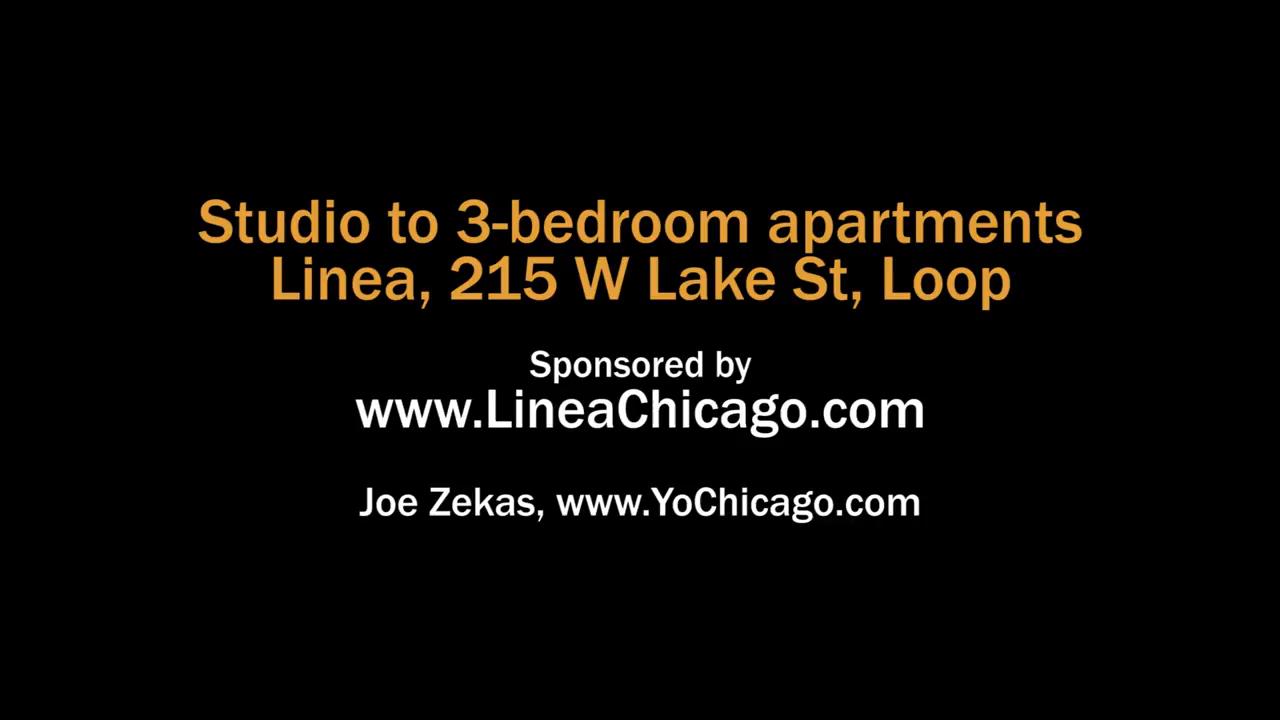 Studio to 3-bedroom apartments
Linea, 215 W Lake St, Loop
Sponsored by
www.LineaChicago.com
Joe Zekas, www.YoChicago.com